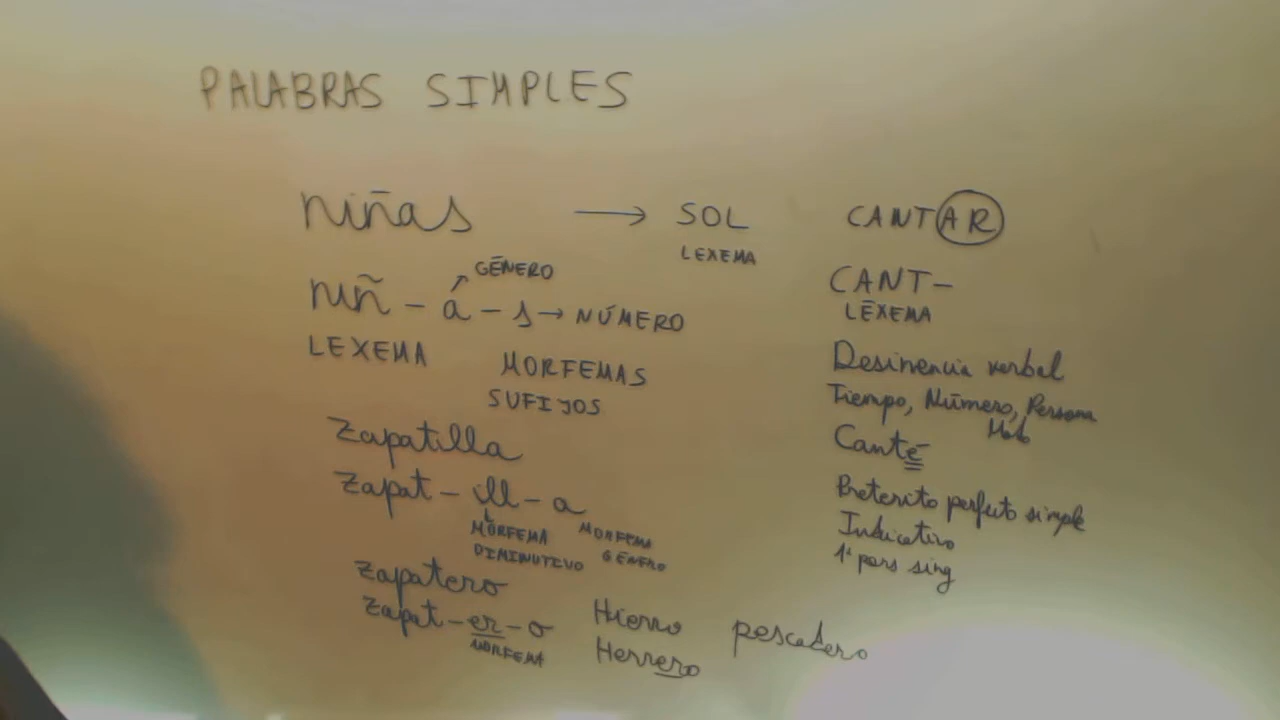 PALABRAS SIMPLES
niñas → SOL
LEXEMA
GÉNERO
niñ - a - s → NÚMERO
LEXEMA
MORFEMAS
SUFIJOS
Zapatilla
Zapat - ill - a
MORFEMA
DIMINUTIVO
MORFEMA
GÉNERO
Zapatero
Zapat - er - o
MORFEMA
Hierro
Herrero
pescadero
CANTAR
CANT-
LÉXEMA
Desinencia verbal
Tiempo, Número, Persona
Modo
Canté
Preterito perfecto simple
Indicativo
1ª pers sing